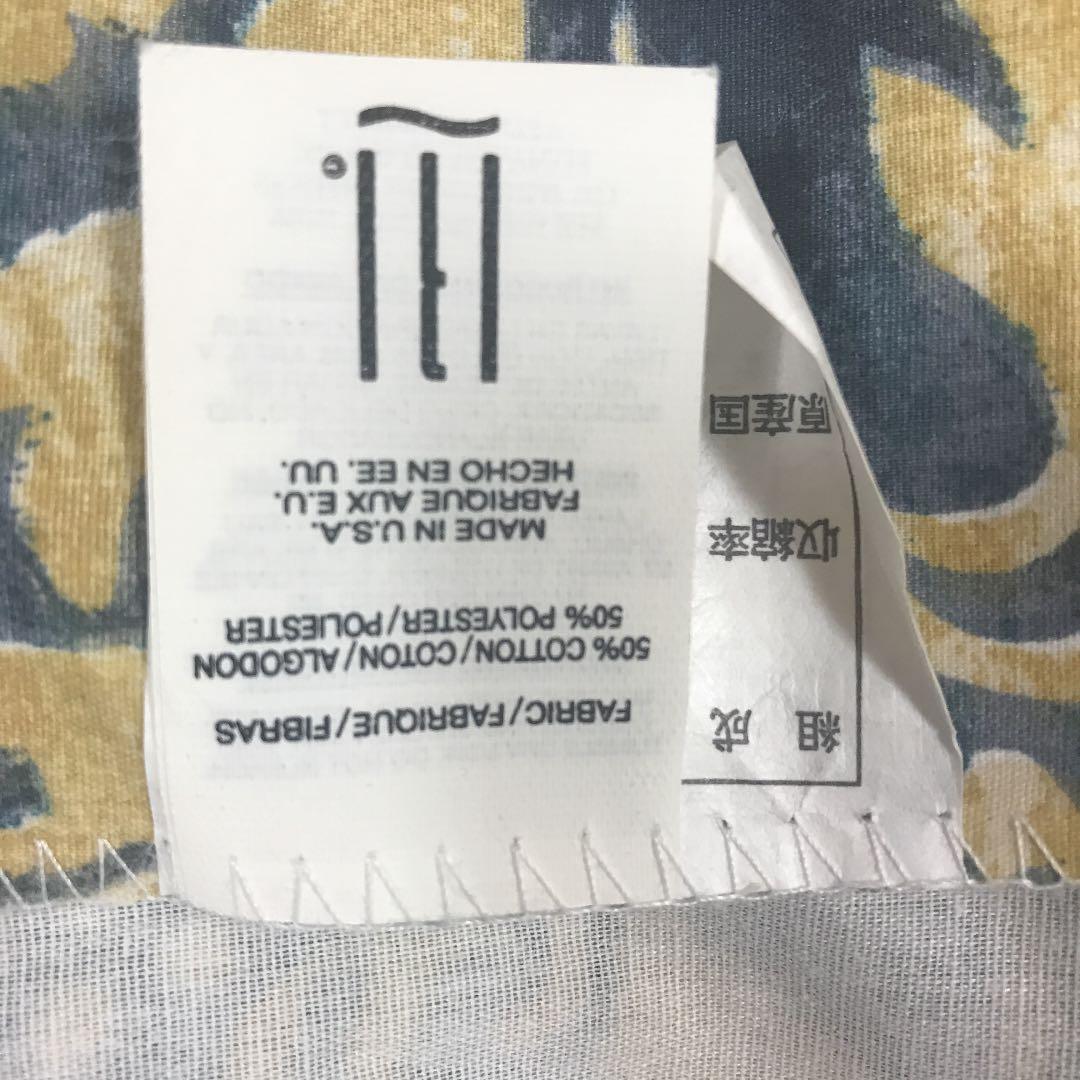 FABRIC/FABRIQUE/FIBRAS
50% COTTON/COTON/ALGODON
50% POLYESTER/POLIESTER
MADE IN U.S.A.
FABRIQUE AUX E.U.
HECHO EN EE. UU.
組 成
収縮率
原産国